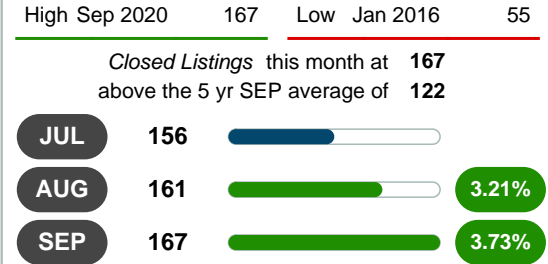 High Sep 2020 167 Low Jan 2016 55
Closed Listings this month at 167
above the 5 yr SEP average of 122
JUL 156
AUG 161 3.21%
SEP 167 3.73%